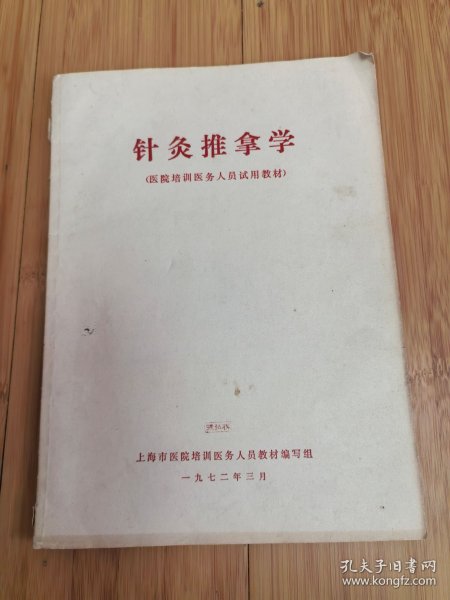 针灸推拿学
(医院培训医务人员试用教材)
上海市医院培训医务人员教材编写组
一九七二年三月
孔夫子旧书网
www.kongfz.com